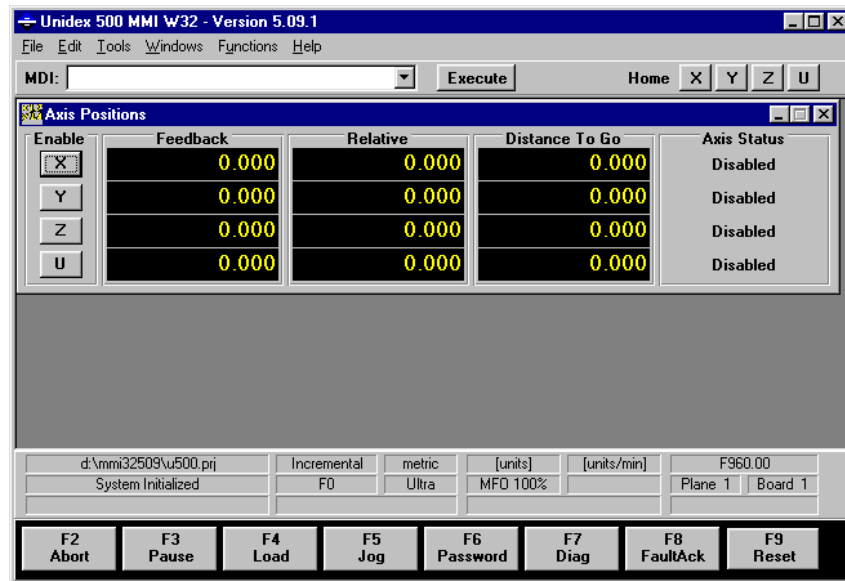 Unidex 500 MMI W32 - Version 5.09.1
File Edit Tools Windows Functions Help
MDI: Execute Home X Y Z U
Axis Positions
Enable Feedback Relative Distance To Go Axis Status
X 0.000 0.000 0.000 Disabled
Y 0.000 0.000 0.000 Disabled
Z 0.000 0.000 0.000 Disabled
U 0.000 0.000 0.000 Disabled
d:\mmi32509\u500.prj Incremental metric [units] [units/min] F960.00
System Initialized F0 Ultra MFO 100% Plane 1 Board 1
F2 F3 F4 F5 F6 F7 F8 F9
Abort Pause Load Jog Password Diag FaultAck Reset